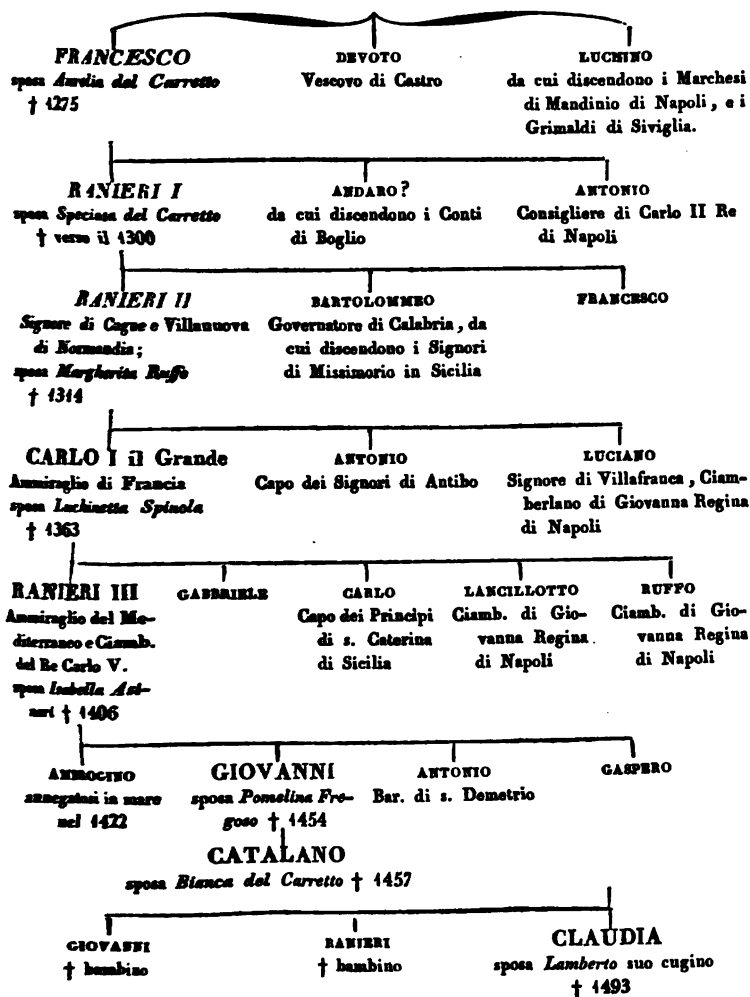 FRANCESCO
sposa Aurelia del Carretto
† 1275
DEVOTO
Vescovo di Castro
LUCHINO
da cui discendono i Marchesi
di Mandinio di Napoli, e i
Grimaldi di Siviglia.
RANIERI I
sposa Speciosa del Carretto
† verso il 1300
ANDARO?
da cui discendono i Conti
di Boglio
ANTONIO
Consigliere di Carlo II Re
di Napoli
RANIERI II
Signore di Cagne e Villanuova
di Normandia;
sposa Margherita Ruffo
† 1314
BARTOLOMMEO
Governatore di Calabria, da
cui discendono i Signori
di Missimorio in Sicilia
FRANCESCO
CARLO I il Grande
Ammiraglio di Francia
sposa Luchinetta Spinola
† 1363
ANTONIO
Capo dei Signori di Antibo
LUCIANO
Signore di Villafranca, Ciam-
berlano di Giovanna Regina
di Napoli
RANIERI III
Ammiraglio del Me-
diterraneo e Ciamb.
del Re Carlo V.
sposa Isabella Asi-
nari † 1406
GABBRIELE
CARLO
Capo dei Principi
di s. Caterina
di Sicilia
LANCILLOTTO
Ciamb. di Gio-
vanna Regina
di Napoli
RUFFO
Ciamb. di Gio-
vanna Regina
di Napoli
AMBROGINO
annegatosi in mare
nel 1422
GIOVANNI
sposa Pomelina Fre-
goso † 1454
ANTONIO
Bar. di s. Demetrio
GASPERO
CATALANO
sposa Bianca del Carretto † 1457
GIOVANNI
† bambino
RANIERI
† bambino
CLAUDIA
sposa Lamberto suo cugino
† 1493